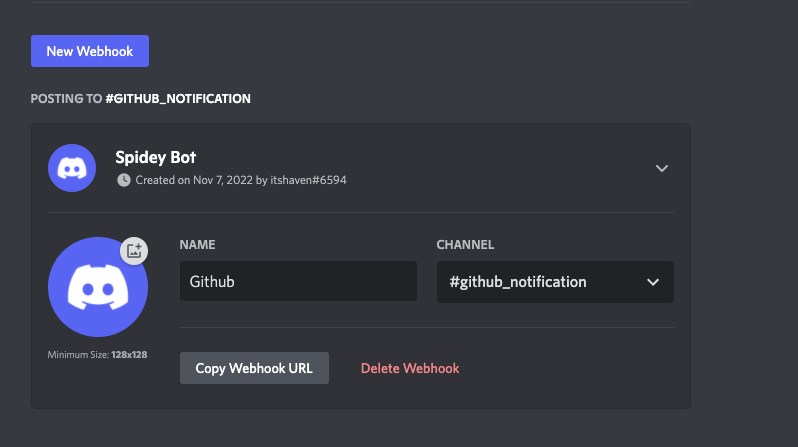 New Webhook
POSTING TO #GITHUB_NOTIFICATION
Spidey Bot
Created on Nov 7, 2022 by itshaven#6594
NAME
CHANNEL
Github
#github_notification
Minimum Size: 128x128
Copy Webhook URL
Delete Webhook